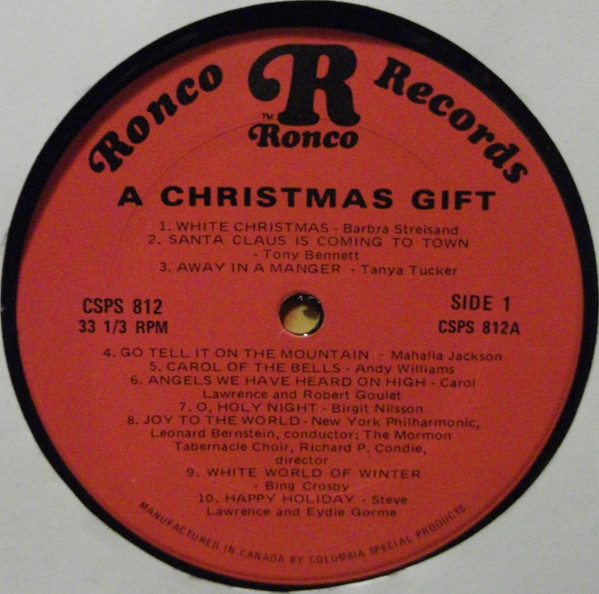 Ronco Records
R
TM
Ronco
A CHRISTMAS GIFT
1. WHITE CHRISTMAS - Barbra Streisand
2. SANTA CLAUS IS COMING TO TOWN
- Tony Bennett
3. AWAY IN A MANGER - Tanya Tucker
CSPS 812
33 1/3 RPM
SIDE 1
CSPS 812A
4. GO TELL IT ON THE MOUNTAIN - Mahalia Jackson
5. CAROL OF THE BELLS - Andy Williams
6. ANGELS WE HAVE HEARD ON HIGH - Carol
Lawrence and Robert Goulet
7. O, HOLY NIGHT - Birgit Nilsson
8. JOY TO THE WORLD - New York Philharmonic,
Leonard Bernstein, conductor; The Mormon
Tabernacle Choir, Richard P. Condie,
director
9. WHITE WORLD OF WINTER
- Bing Crosby
10. HAPPY HOLIDAY - Steve
Lawrence and Eydie Gorme
MANUFACTURED IN CANADA BY COLUMBIA SPECIAL PRODUCTS